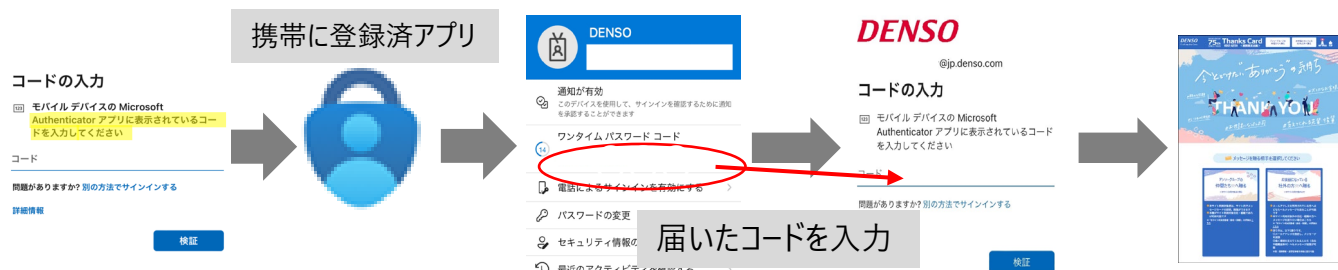 コードの入力
モバイル デバイスの Microsoft
Authenticator アプリに表示されているコー
ドを入力してください
コード
問題がありますか? 別の方法でサインインする
詳細情報
検証
携帯に登録済アプリ
DENSO
通知が有効
このデバイスを使用して、サインインを確認するために通知
を承認することができます
ワンタイム パスワード コード
14
電話によるサインインを有効にする
パスワードの変更
セキュリティ情報の
最近のアクティビティ
届いたコードを入力
DENSO
@jp.denso.com
コードの入力
モバイル デバイスの Microsoft
Authenticator アプリに表示されているコード
を入力してください
コード
問題がありますか? 別の方法でサインインする
検証
DENSO
Thanks Card
THANK YOU